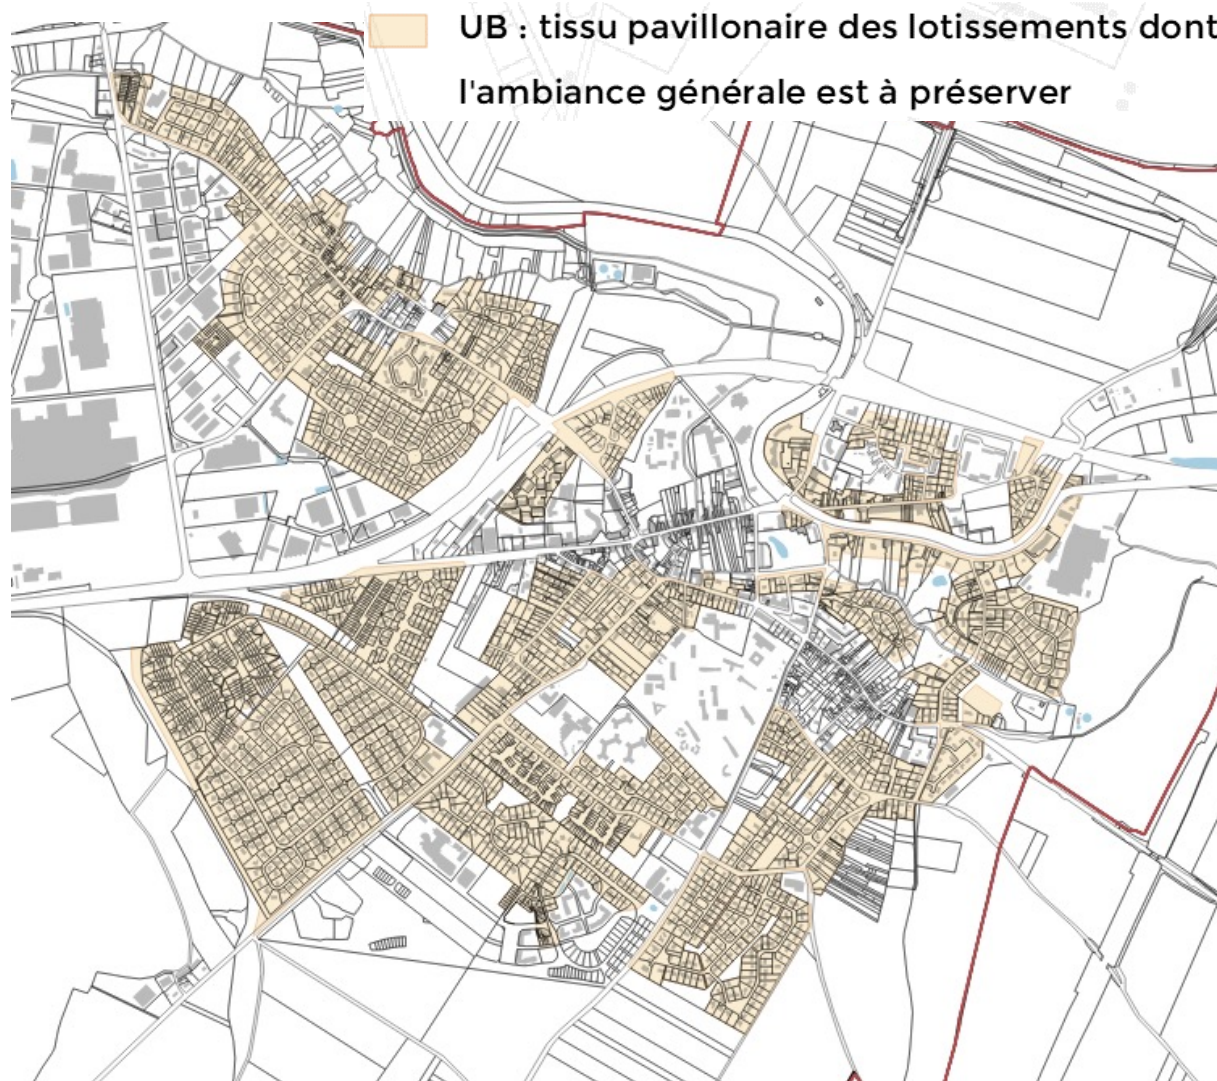 UB : tissu pavillonaire des lotissements dont
l'ambiance générale est à préserver